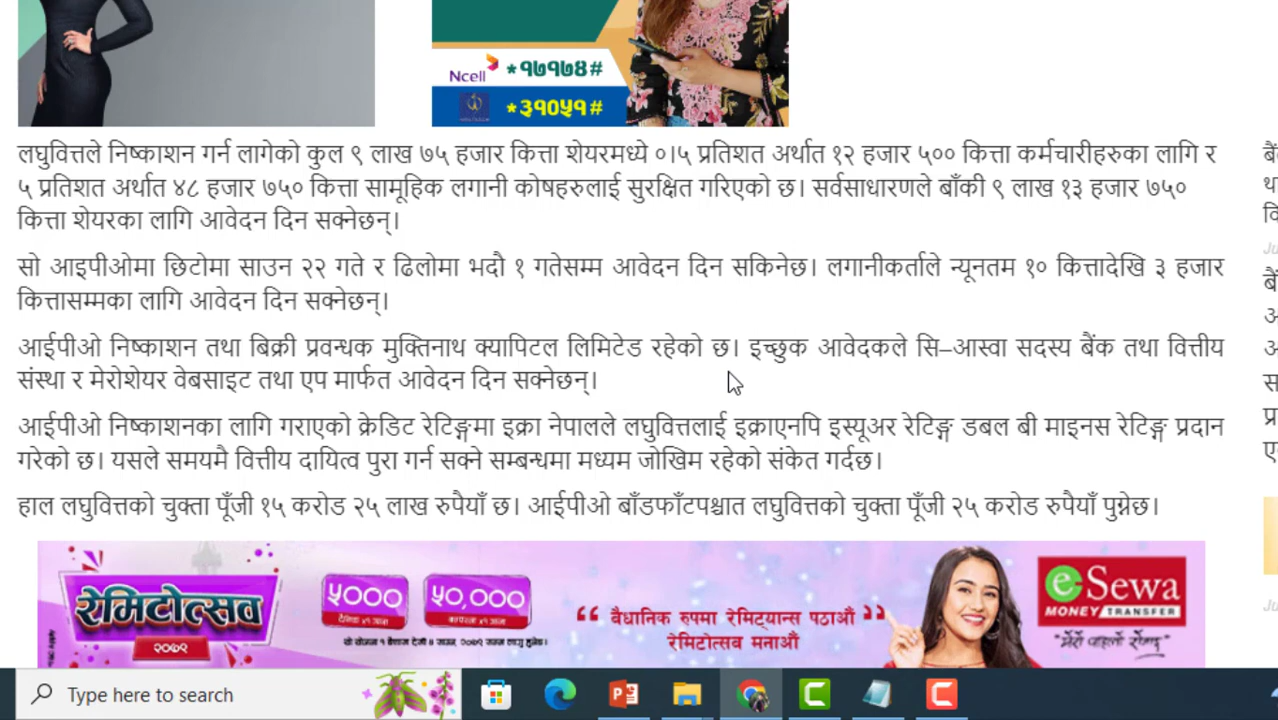 Ncell *९७१७४#
*३९०५१#
लघुवित्तले निष्काशन गर्न लागेको कुल ९ लाख ७५ हजार कित्ता शेयरमध्ये ०।५ प्रतिशत अर्थात १२ हजार ५०० कित्ता कर्मचारीहरुका लागि र
५ प्रतिशत अर्थात ४८ हजार ७५० कित्ता सामूहिक लगानी कोषहरुलाई सुरक्षित गरिएको छ। सर्वसाधारणले बाँकी ९ लाख १३ हजार ७५०
कित्ता शेयरका लागि आवेदन दिन सक्नेछन्।
सो आइपीओमा छिटोमा साउन २२ गते र ढिलोमा भदौ १ गतेसम्म आवेदन दिन सकिनेछ। लगानीकर्ताले न्यूनतम १० कित्तादेखि ३ हजार
कित्तासम्मका लागि आवेदन दिन सक्नेछन्।
आईपीओ निष्काशन तथा बिक्री प्रवन्धक मुक्तिनाथ क्यापिटल लिमिटेड रहेको छ। इच्छुक आवेदकले सि–आस्वा सदस्य बैंक तथा वित्तीय
संस्था र मेरोशेयर वेबसाइट तथा एप मार्फत आवेदन दिन सक्नेछन्।
आईपीओ निष्काशनका लागि गराएको क्रेडिट रेटिङ्गमा इक्रा नेपालले लघुवित्तलाई इक्राएनपि इस्यूअर रेटिङ्ग डबल बी माइनस रेटिङ्ग प्रदान
गरेको छ। यसले समयमै वित्तीय दायित्व पुरा गर्न सक्ने सम्बन्धमा मध्यम जोखिम रहेको संकेत गर्दछ।
हाल लघुवित्तको चुक्ता पूँजी १५ करोड २५ लाख रुपैयाँ छ। आईपीओ बाँडफाँटपश्चात लघुवित्तको चुक्ता पूँजी २५ करोड रुपैयाँ पुग्नेछ।
रेमिटोत्सव
२०७९
५००० ५०,०००
“ बैधानिक रुपमा रेमिट्यान्स पठाऔं ”
रेमिटोत्सव मनाऔं
eSewa
MONEY TRANSFER
Type here to search